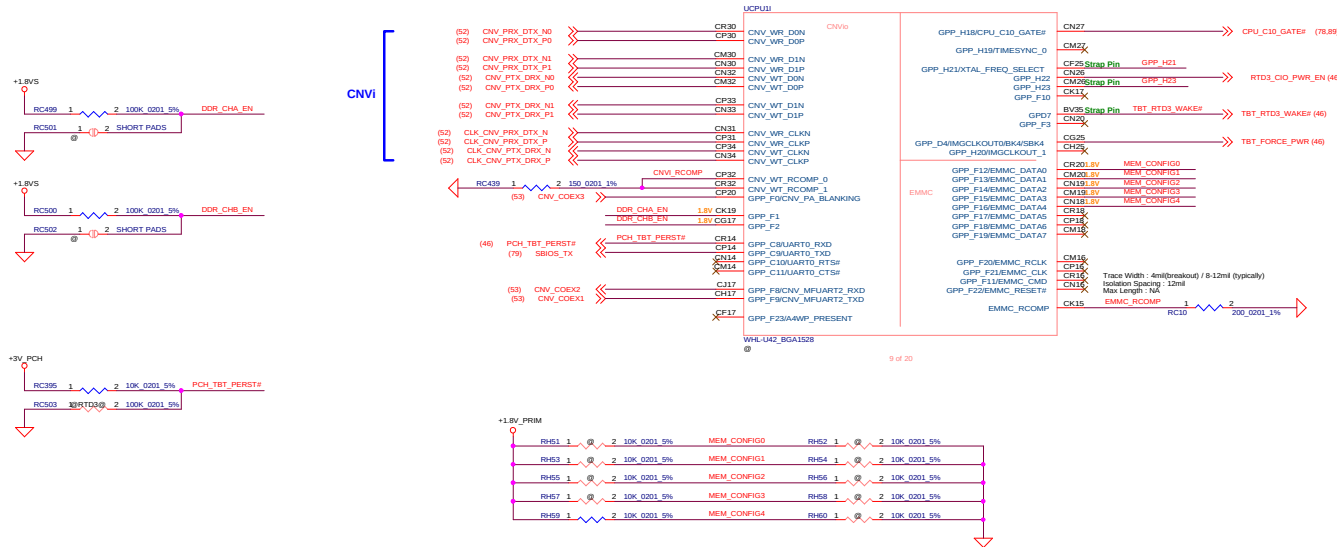 UCPU1I
CNVio
EMMC
CNVi
(52) CNV_PRX_DTX_N0 CR30 CNV_WR_D0N
(52) CNV_PRX_DTX_P0 CP30 CNV_WR_D0P
(52) CNV_PRX_DTX_N1 CM30 CNV_WR_D1N
(52) CNV_PRX_DTX_P1 CN30 CNV_WR_D1P
(52) CNV_PTX_DRX_N0 CN32 CNV_WT_D0N
(52) CNV_PTX_DRX_P0 CM32 CNV_WT_D0P
(52) CNV_PTX_DRX_N1 CP33 CNV_WT_D1N
(52) CNV_PTX_DRX_P1 CN33 CNV_WT_D1P
(52) CLK_CNV_PRX_DTX_N CN31 CNV_WR_CLKN
(52) CLK_CNV_PRX_DTX_P CP31 CNV_WR_CLKP
(52) CLK_CNV_PTX_DRX_N CP34 CNV_WT_CLKN
(52) CLK_CNV_PTX_DRX_P CN34 CNV_WT_CLKP
CNVI_RCOMP CP32 CNV_WT_RCOMP_0
RC439 1 2 150_0201_1% CR32 CNV_WT_RCOMP_1
(53) CNV_COEX3 CP20 GPP_F0/CNV_PA_BLANKING
DDR_CHA_EN 1.8V CK19 GPP_F1
DDR_CHB_EN 1.8V CG17 GPP_F2
(46) PCH_TBT_PERST# PCH_TBT_PERST# CR14 GPP_C8/UART0_RXD
(79) SBIOS_TX CP14 GPP_C9/UART0_TXD
CN14 GPP_C10/UART0_RTS#
CM14 GPP_C11/UART0_CTS#
(53) CNV_COEX2 CJ17 GPP_F8/CNV_MFUART2_RXD
(53) CNV_COEX1 CH17 GPP_F9/CNV_MFUART2_TXD
CF17 GPP_F23/A4WP_PRESENT
GPP_H18/CPU_C10_GATE# CN27 CPU_C10_GATE# (78,89
GPP_H19/TIMESYNC_0 CM27
GPP_H21/XTAL_FREQ_SELECT CF25 Strap Pin GPP_H21
GPP_H22 CN26 RTD3_CIO_PWR_EN (46
GPP_H23 CM26 Strap Pin GPP_H23
GPP_F10 CK17
GPD7 BV35 Strap Pin TBT_RTD3_WAKE# TBT_RTD3_WAKE# (46)
GPP_F3 CN20
GPP_D4/IMGCLKOUT0/BK4/SBK4 CG25 TBT_FORCE_PWR (46)
GPP_H20/IMGCLKOUT_1 CH25
GPP_F12/EMMC_DATA0 CR20 1.8V MEM_CONFIG0
GPP_F13/EMMC_DATA1 CM20 1.8V MEM_CONFIG1
GPP_F14/EMMC_DATA2 CN19 1.8V MEM_CONFIG2
GPP_F15/EMMC_DATA3 CM19 1.8V MEM_CONFIG3
GPP_F16/EMMC_DATA4 CN18 1.8V MEM_CONFIG4
GPP_F17/EMMC_DATA5 CR18
GPP_F18/EMMC_DATA6 CP18
GPP_F19/EMMC_DATA7 CM18
GPP_F20/EMMC_RCLK CM16
GPP_F21/EMMC_CLK CP16
GPP_F11/EMMC_CMD CR16
GPP_F22/EMMC_RESET# CN16
Trace Width : 4mil(breakout) / 8-12mil (typically)
Isolation Spacing : 12mil
Max Length : NA
EMMC_RCOMP CK15 EMMC_RCOMP RC10 1 2 200_0201_1%
WHL-U42_BGA1528
@
9 of 20
+1.8VS
RC499 1 2 100K_0201_5% DDR_CHA_EN
RC501 1 2 SHORT PADS
@
+1.8VS
RC500 1 2 100K_0201_5% DDR_CHB_EN
RC502 1 2 SHORT PADS
@
+3V_PCH
RC395 1 2 10K_0201_5% PCH_TBT_PERST#
RC503 1 @RTD3@ 2 100K_0201_5%
+1.8V_PRIM
RH51 1 @ 2 10K_0201_5% MEM_CONFIG0 RH52 1 @ 2 10K_0201_5%
RH53 1 @ 2 10K_0201_5% MEM_CONFIG1 RH54 1 @ 2 10K_0201_5%
RH55 1 @ 2 10K_0201_5% MEM_CONFIG2 RH56 1 @ 2 10K_0201_5%
RH57 1 @ 2 10K_0201_5% MEM_CONFIG3 RH58 1 @ 2 10K_0201_5%
RH59 1 2 10K_0201_5% MEM_CONFIG4 RH60 1 @ 2 10K_0201_5%